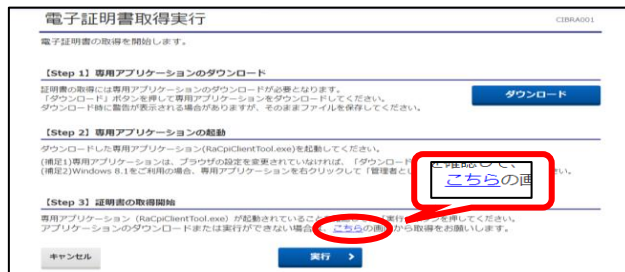 電子証明書取得実行
CIBRA001
電子証明書の取得を開始します。
【Step 1】専用アプリケーションのダウンロード
証明書の取得には専用アプリケーションのダウンロードが必要となります。
「ダウンロード」ボタンを押して専用アプリケーションをダウンロードしてください。
ダウンロード時に警告が表示される場合がありますが、そのままファイルを保存してください。
ダウンロード
【Step 2】専用アプリケーションの起動
ダウンロードした専用アプリケーション(RaCpiClientTool.exe)を起動してください。
(補足1)専用アプリケーションは、ブラウザの設定を変更されていなければ、「ダウンロード
(補足2)Windows 8.1をご利用の場合、専用アプリケーションを右クリックして「管理者と
さい。
を確認して、
こちらの画
【Step 3】証明書の取得開始
専用アプリケーション（RaCpiClientTool.exe）が起動されていること 実行 ンを押してください。
アプリケーションのダウンロードまたは実行ができない場合は、こちらの画面から取得をお願いします。
キャンセル
実行